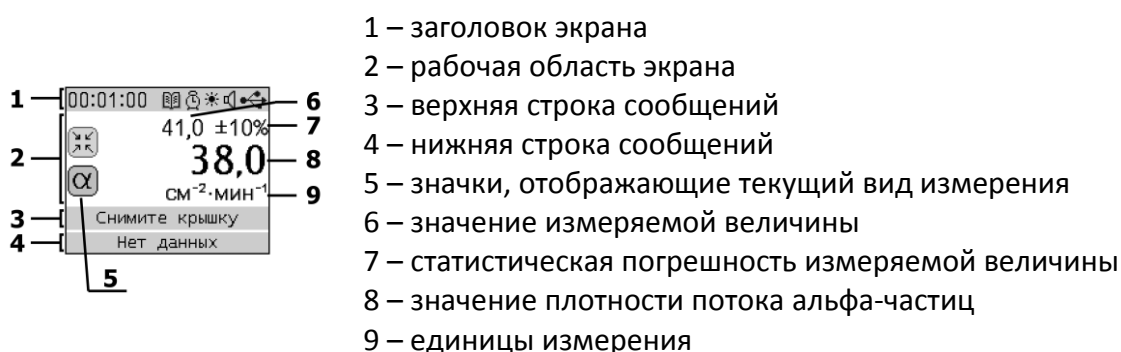 1 – заголовок экрана
2 – рабочая область экрана
3 – верхняя строка сообщений
4 – нижняя строка сообщений
5 – значки, отображающие текущий вид измерения
6 – значение измеряемой величины
7 – статистическая погрешность измеряемой величины
8 – значение плотности потока альфа-частиц
9 – единицы измерения
1 00:01:00 6
41,0 ±10% 7
2 38,0 8
α см⁻²·мин⁻¹ 9
3 Снимите крышку
4 Нет данных
5